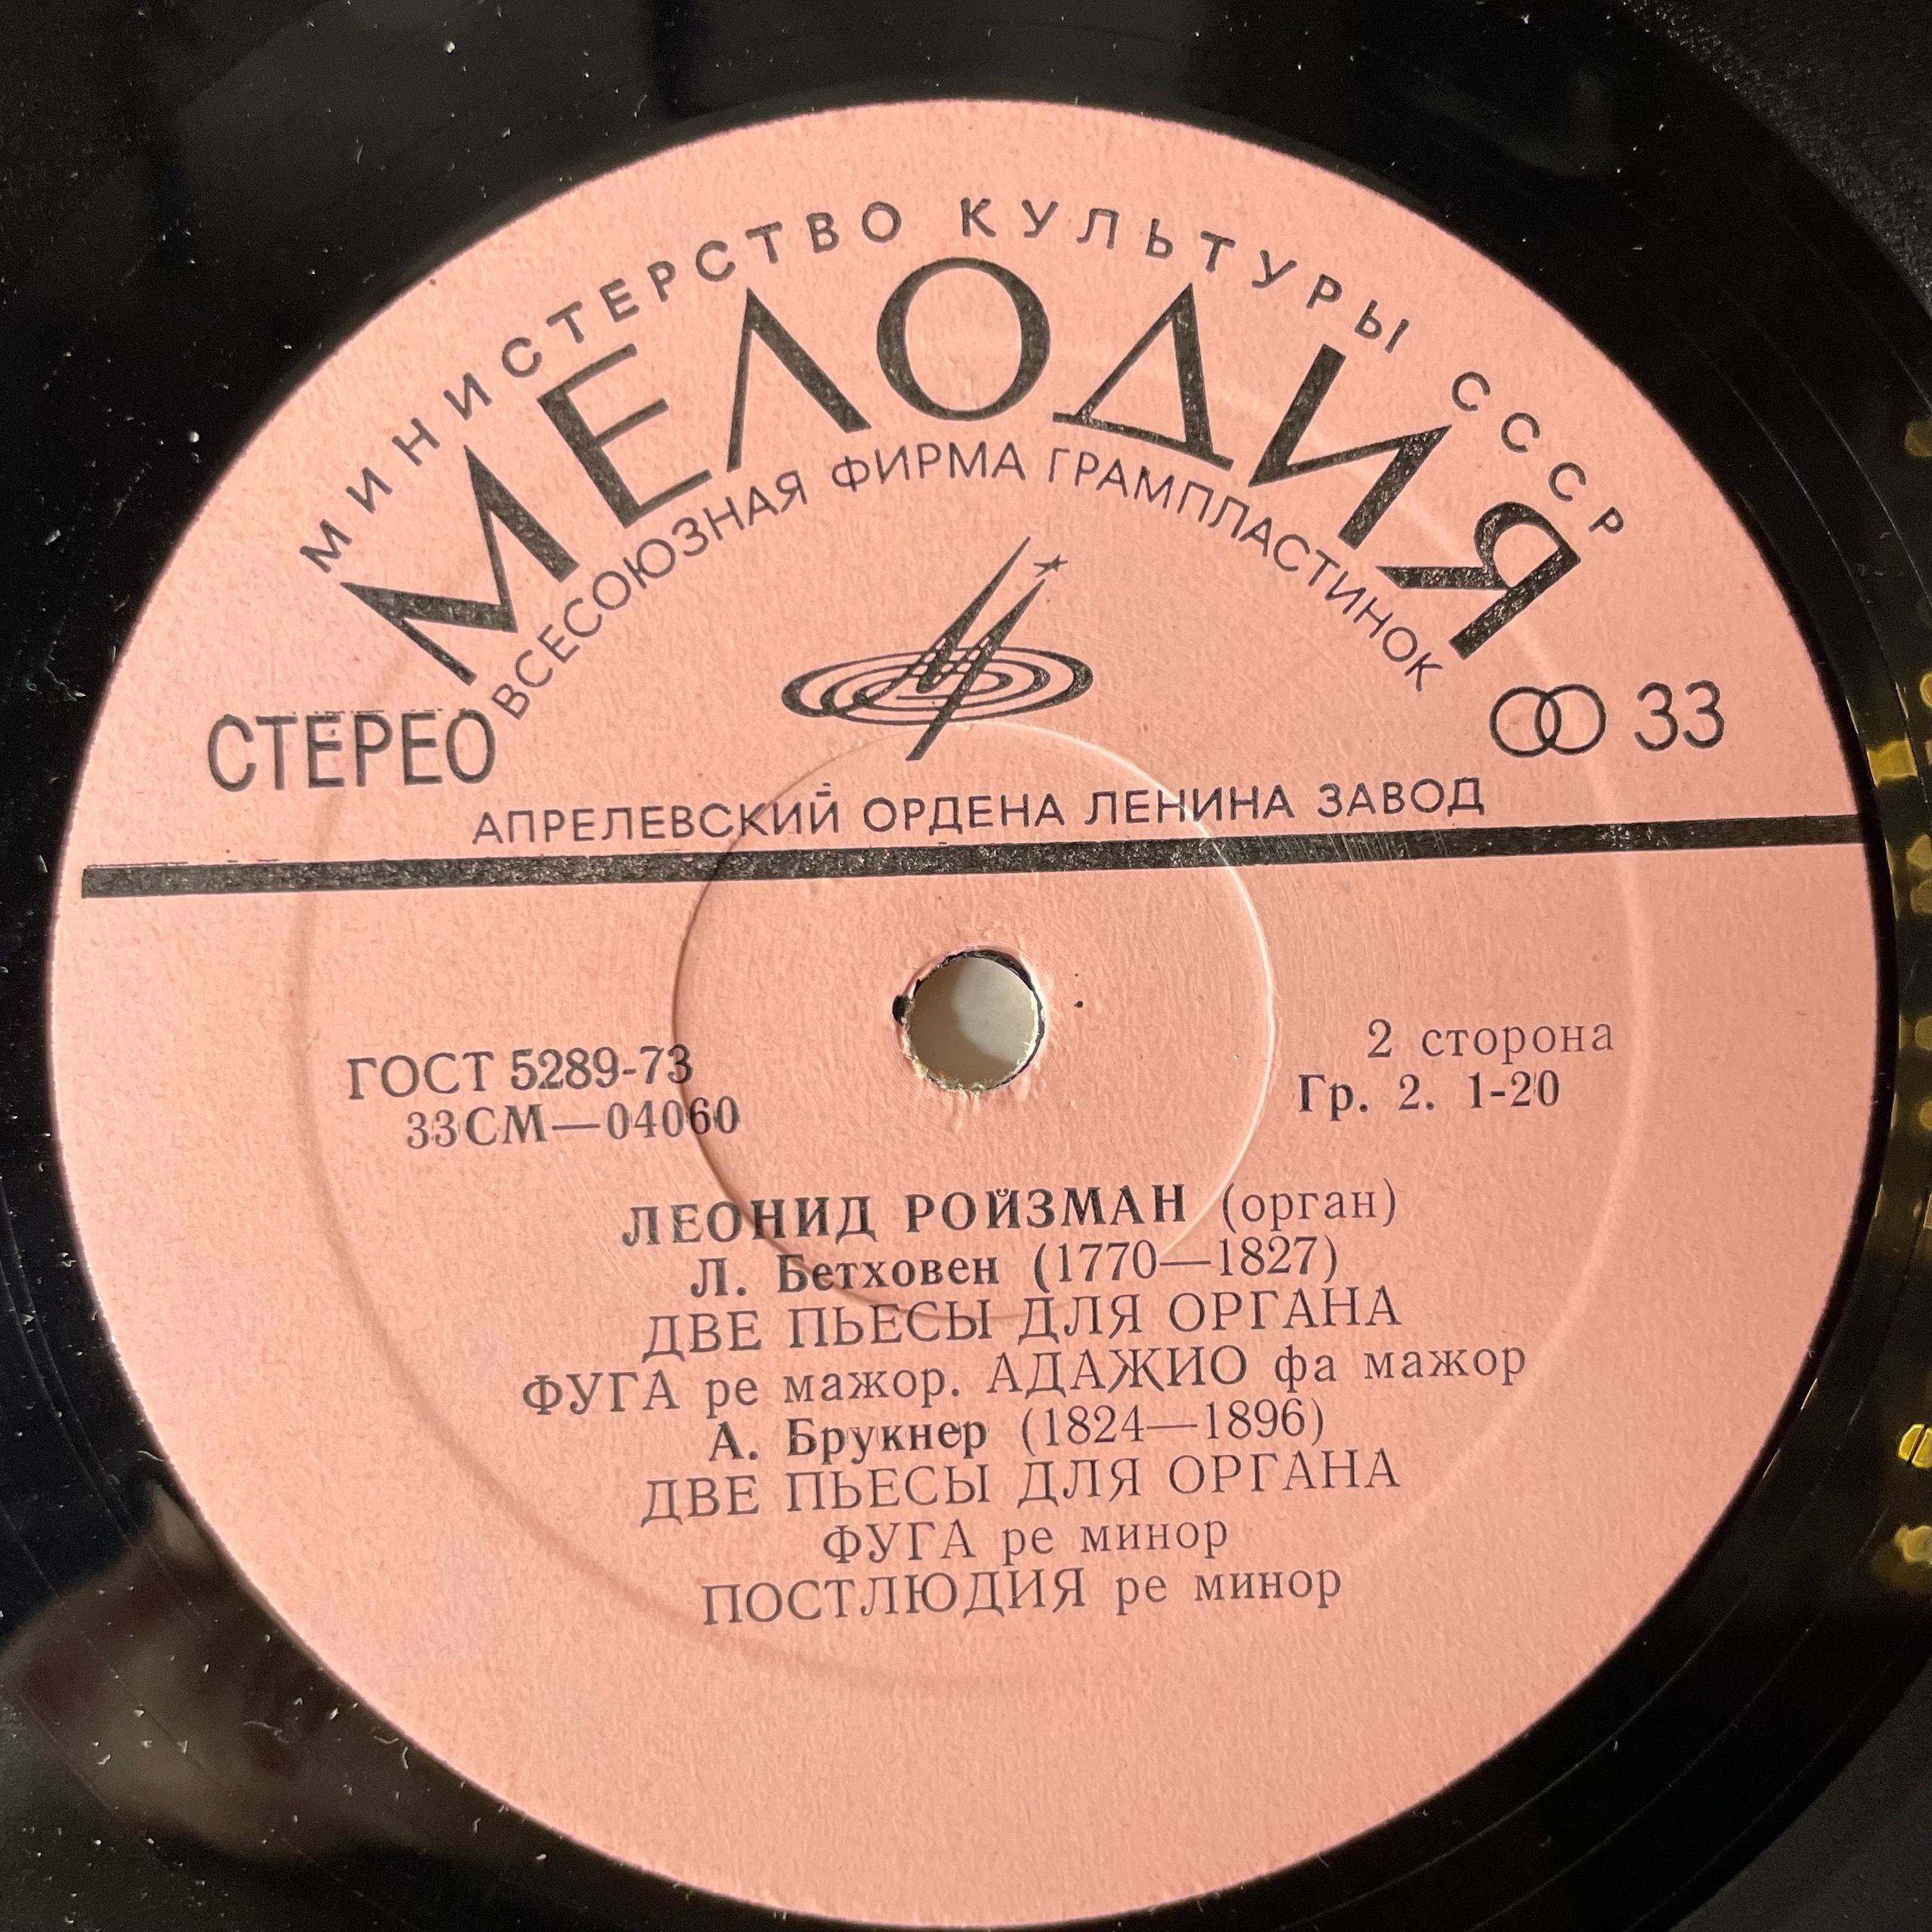 МИНИСТЕРСТВО КУЛЬТУРЫ СССР
МЕЛОДИЯ
ВСЕСОЮЗНАЯ ФИРМА ГРАМПЛАСТИНОК
СТЕРЕО
33
АПРЕЛЕВСКИЙ ОРДЕНА ЛЕНИНА ЗАВОД
ГОСТ 5289-73
33СМ—04060
2 сторона
Гр. 2. 1-20
ЛЕОНИД РОЙЗМАН (орган)
Л. Бетховен (1770—1827)
ДВЕ ПЬЕСЫ ДЛЯ ОРГАНА
ФУГА ре мажор. АДАЖИО фа мажор
А. Брукнер (1824—1896)
ДВЕ ПЬЕСЫ ДЛЯ ОРГАНА
ФУГА ре минор
ПОСТЛЮДИЯ ре минор